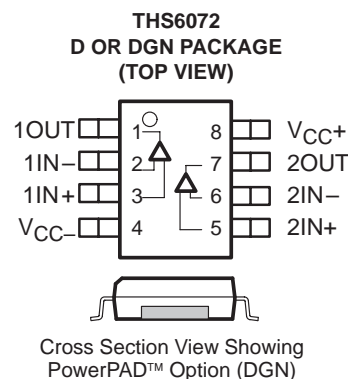 THS6072
D OR DGN PACKAGE
(TOP VIEW)
1OUT 1 8 VCC+
1IN− 2 7 2OUT
1IN+ 3 6 2IN−
VCC− 4 5 2IN+
Cross Section View Showing
PowerPAD™ Option (DGN)